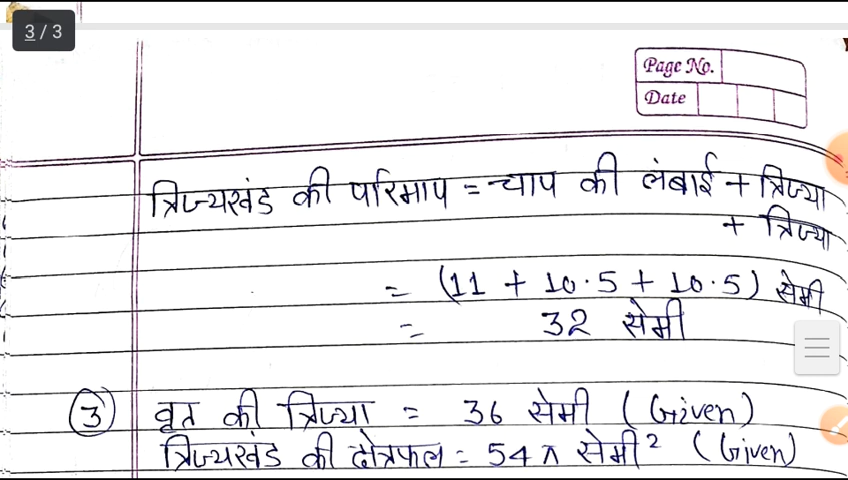 3 / 3
Page No.
Date
त्रिज्यखंड की परिमाप = चाप की लंबाई + त्रिज्या
+ त्रिज्या
= (11 + 10.5 + 10.5) सेमी
= 32 सेमी
③ वृत की त्रिज्या = 36 सेमी (Given)
त्रिज्यखंड की क्षेत्रफल = 54π सेमी² (Given)